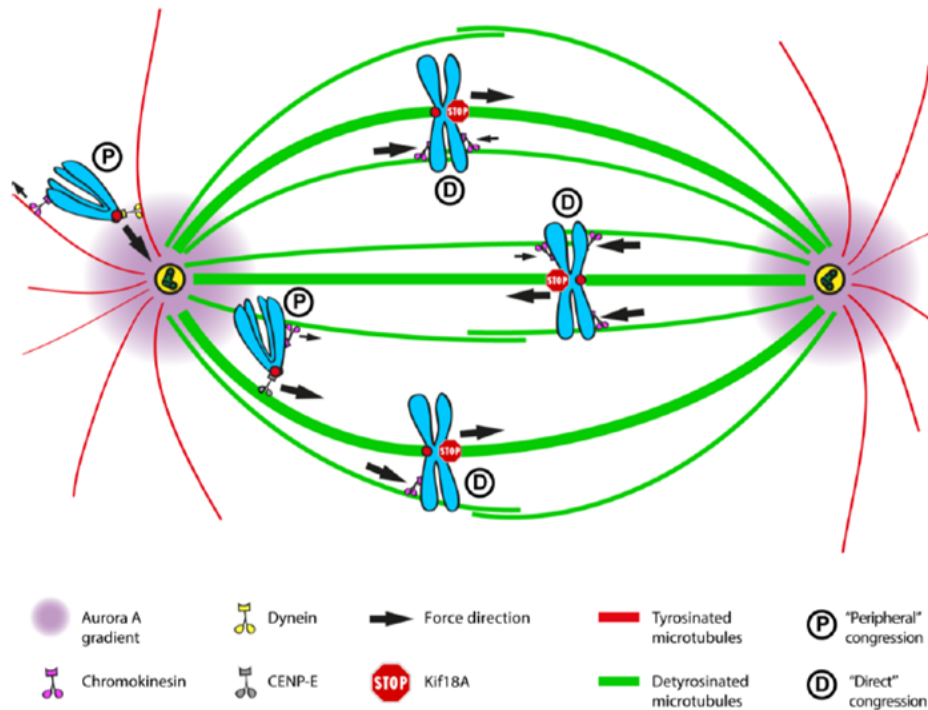 P
STOP
D
D
STOP
P
STOP
D
Aurora A
gradient
Dynein
Force direction
Tyrosinated
microtubules
P
"Peripheral"
congression
Chromokinesin
CENP-E
STOP
Kif18A
Detyrosinated
microtubules
D
"Direct"
congression